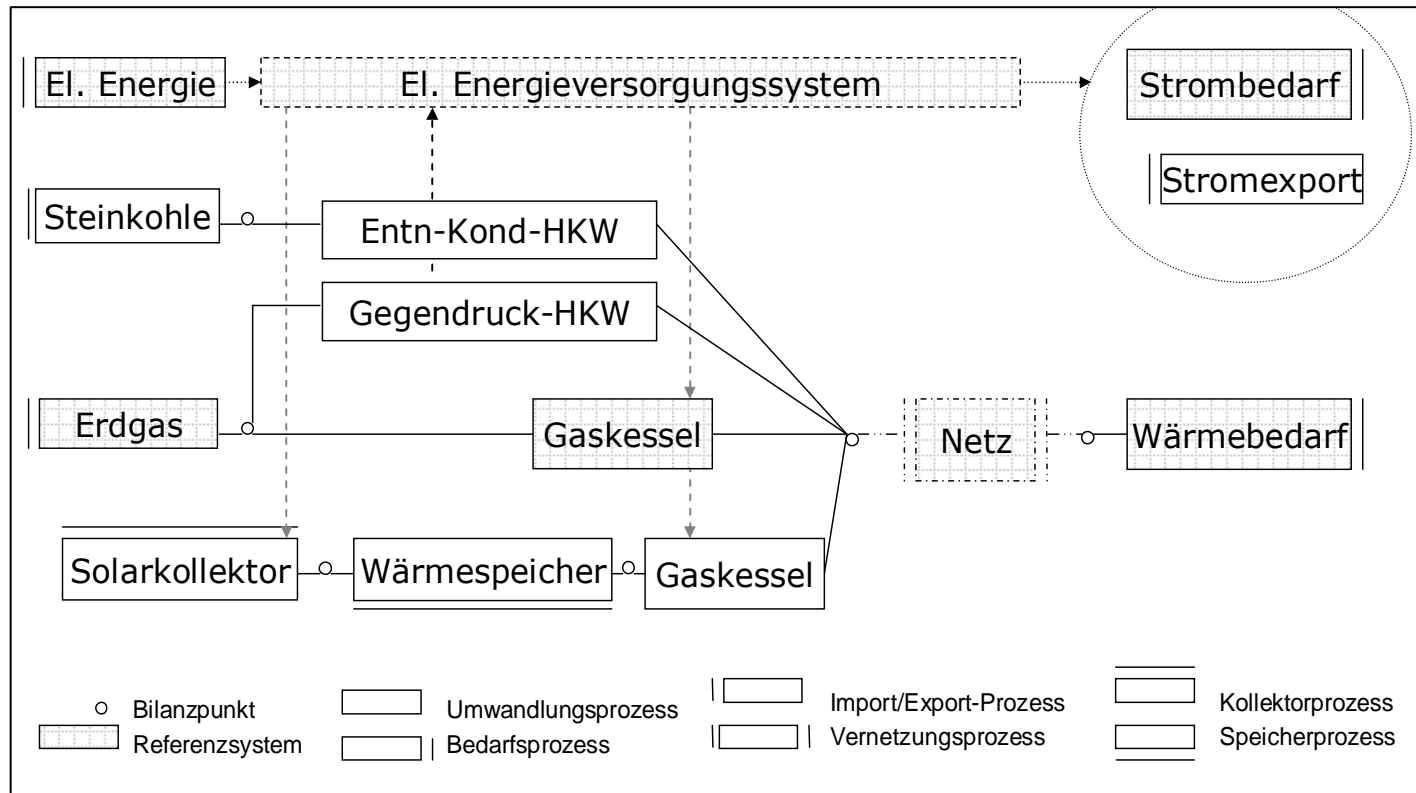 El. Energie
El. Energieversorgungssystem
Strombedarf
Stromexport
Steinkohle
Entn-Kond-HKW
Gegendruck-HKW
Erdgas
Gaskessel
Netz
Wärmebedarf
Solarkollektor
Wärmespeicher
Gaskessel
Bilanzpunkt
Umwandlungsprozess
Import/Export-Prozess
Kollektorprozess
Referenzsystem
Bedarfsprozess
Vernetzungsprozess
Speicherprozess